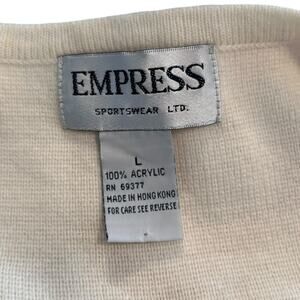 EMPRESS
SPORTSWEAR LTD.
L
100% ACRYLIC
RN 69377
MADE IN HONG KONG
FOR CARE SEE REVERSE